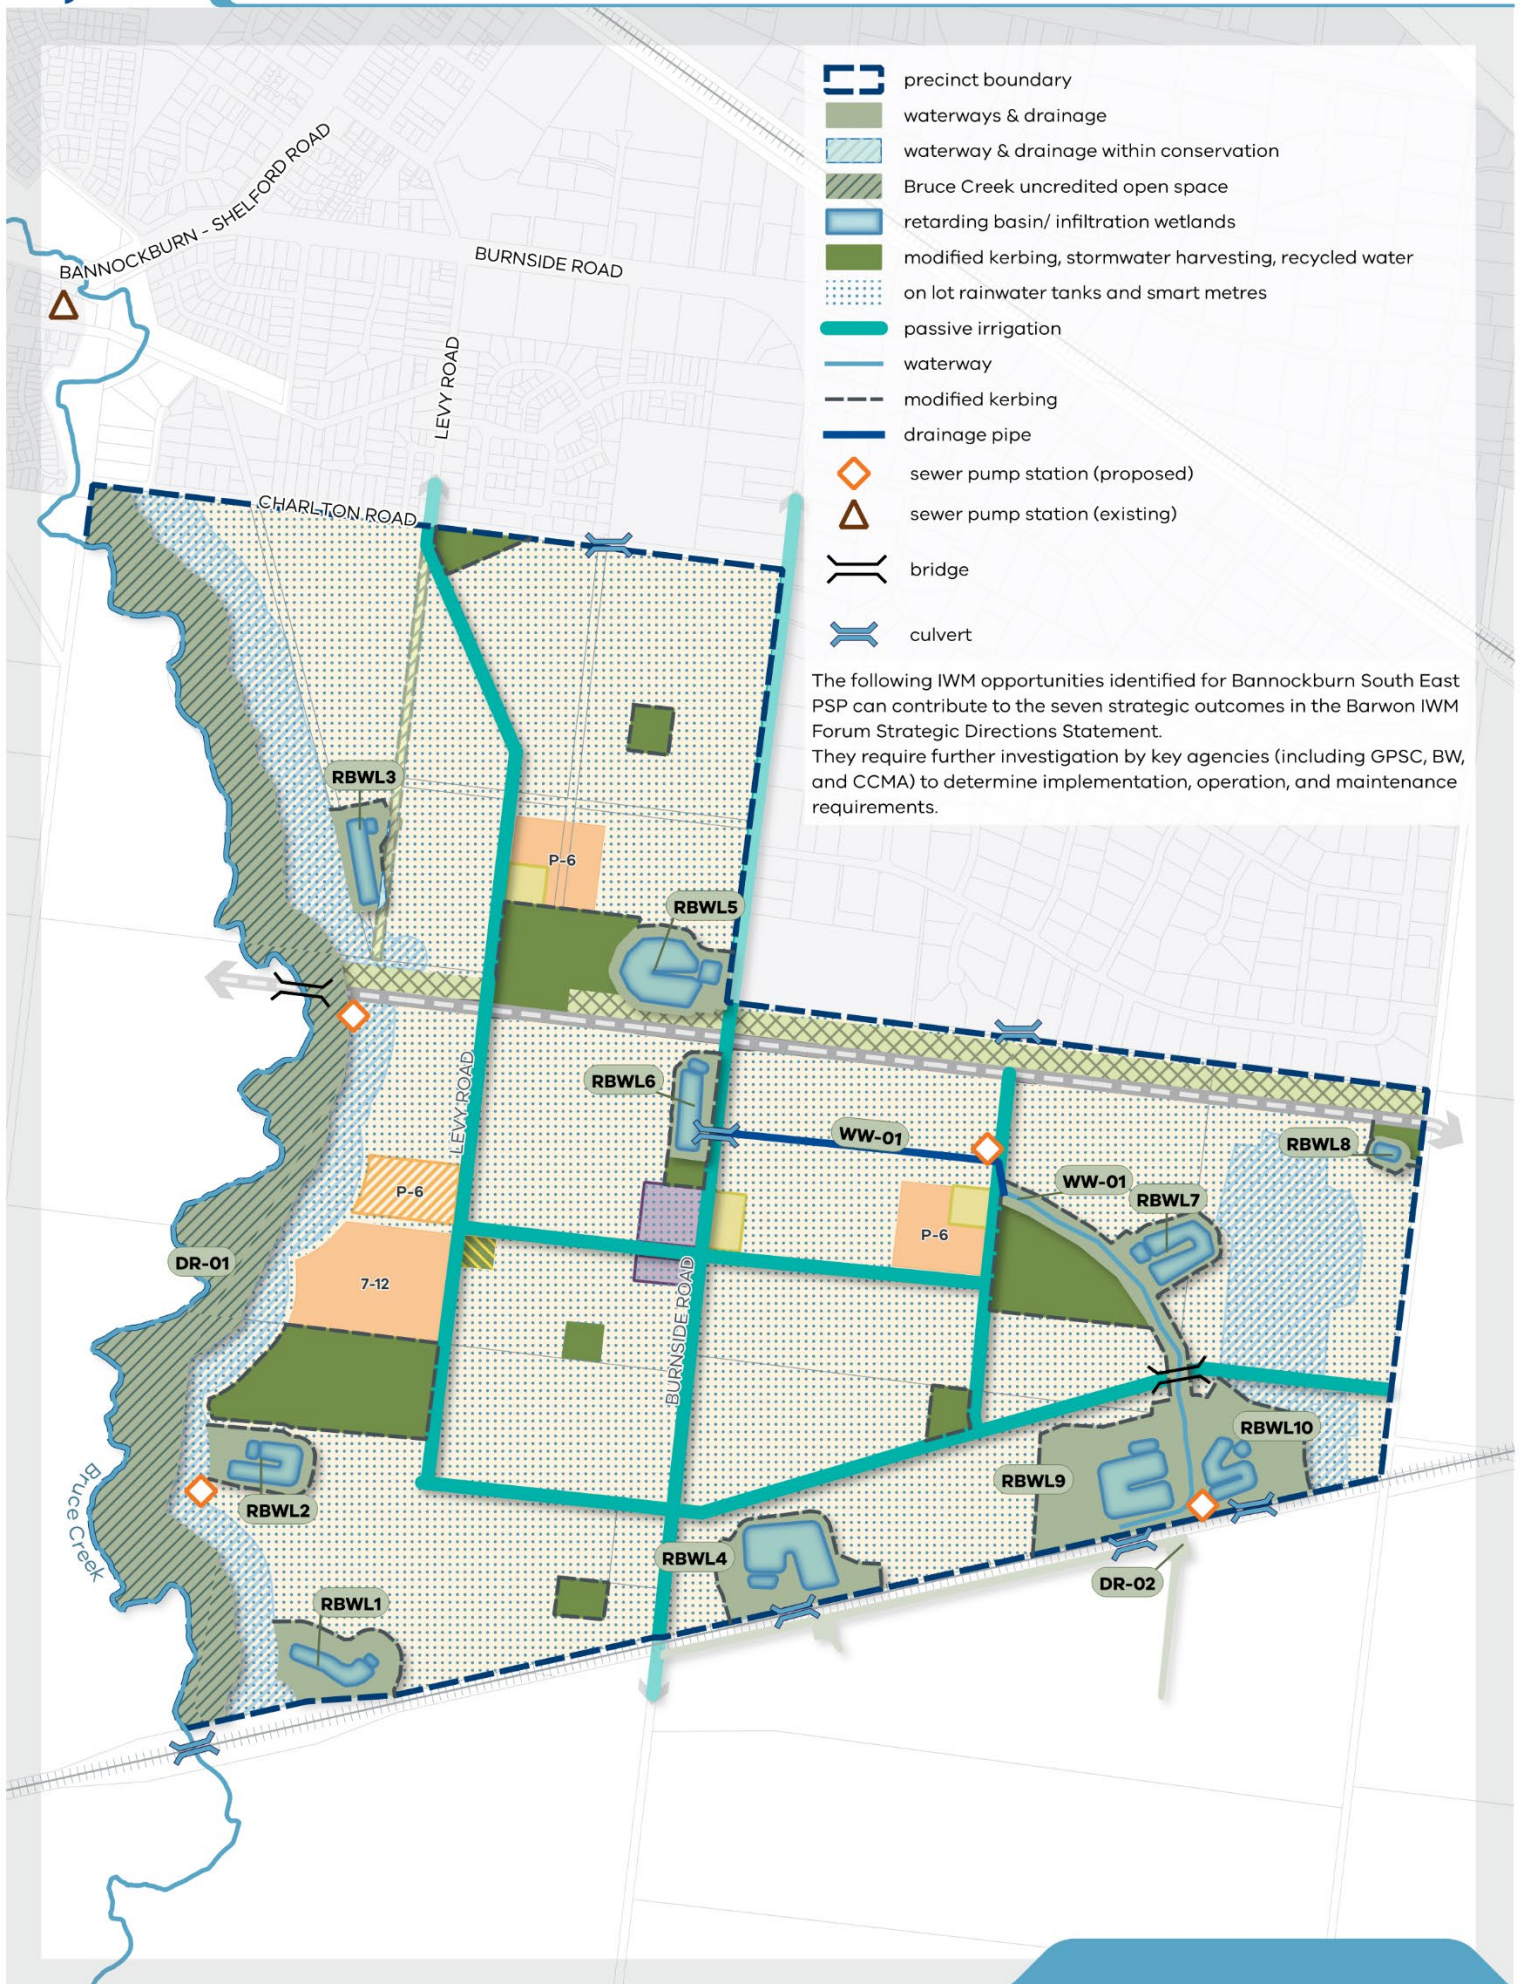 precinct boundary
waterways & drainage
waterway & drainage within conservation
Bruce Creek uncredited open space
retarding basin/ infiltration wetlands
modified kerbing, stormwater harvesting, recycled water
on lot rainwater tanks and smart metres
passive irrigation
waterway
modified kerbing
drainage pipe
sewer pump station (proposed)
sewer pump station (existing)
bridge
culvert
The following IWM opportunities identified for Bannockburn South East
PSP can contribute to the seven strategic outcomes in the Barwon IWM
Forum Strategic Directions Statement.
They require further investigation by key agencies (including GPSC, BW,
and CCMA) to determine implementation, operation, and maintenance
requirements.
BANNOCKBURN - SHELFORD ROAD
BURNSIDE ROAD
LEVY ROAD
CHARLTON ROAD
RBWL3
P-6
RBWL5
LEVY ROAD
RBWL6
WW-01
RBWL8
WW-01
RBWL7
P-6
P-6
DR-01
7-12
BURNSIDE ROAD
RBWL10
RBWL9
RBWL2
Bruce Creek
RBWL4
DR-02
RBWL1